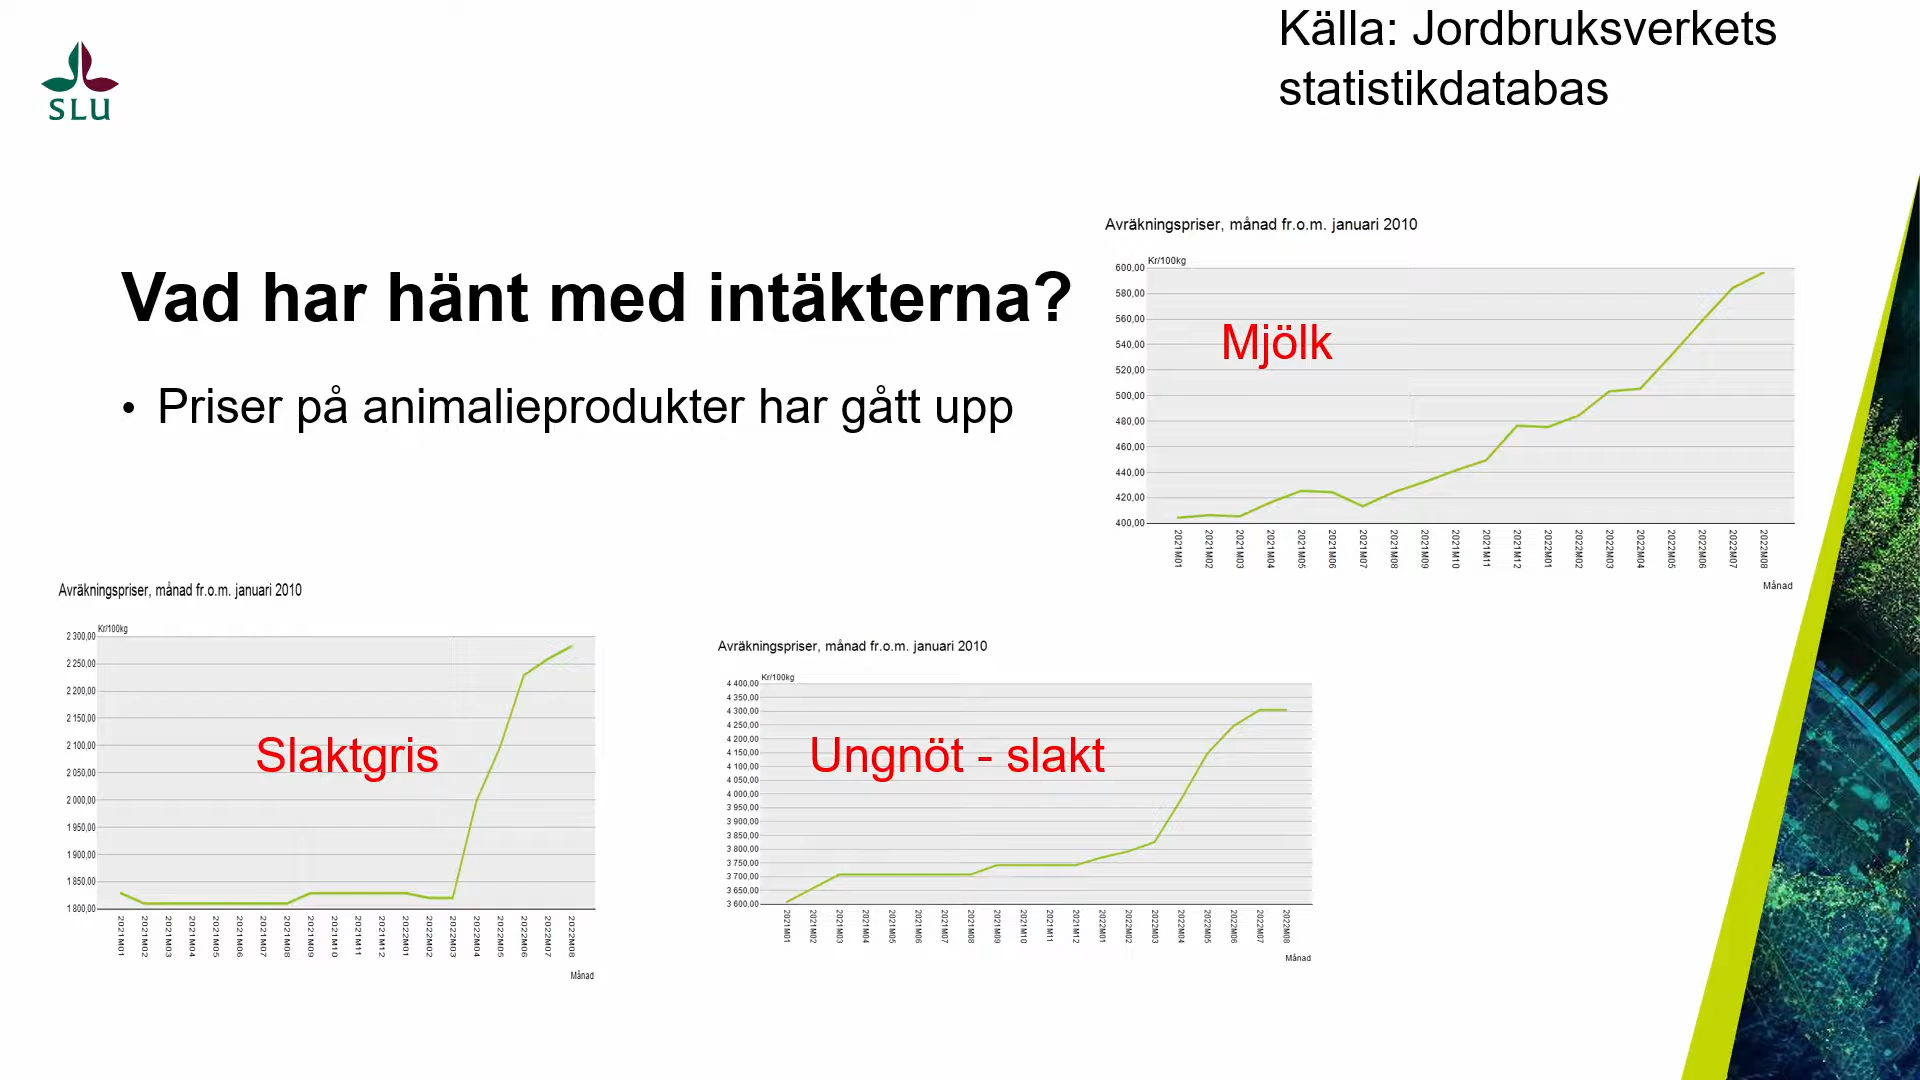 SLU
Källa: Jordbruksverkets
statistikdatabas
Vad har hänt med intäkterna?
• Priser på animalieprodukter har gått upp
Avräkningspriser, månad fr.o.m. januari 2010
Kr/100kg
600,00
580,00
560,00
540,00
520,00
500,00
480,00
460,00
440,00
420,00
400,00
Mjölk
2021M01
2021M02
2021M03
2021M04
2021M05
2021M06
2021M07
2021M08
2021M09
2021M10
2021M11
2021M12
2022M01
2022M02
2022M03
2022M04
2022M05
2022M06
2022M07
2022M08
Månad
Avräkningspriser, månad fr.o.m. januari 2010
Kr/100kg
2 300,00
2 250,00
2 200,00
2 150,00
2 100,00
2 050,00
2 000,00
1 950,00
1 900,00
1 850,00
1 800,00
Slaktgris
2021M01
2021M02
2021M03
2021M04
2021M05
2021M06
2021M07
2021M08
2021M09
2021M10
2021M11
2021M12
2022M01
2022M02
2022M03
2022M04
2022M05
2022M06
2022M07
2022M08
Månad
Avräkningspriser, månad fr.o.m. januari 2010
Kr/100kg
4 400,00
4 350,00
4 300,00
4 250,00
4 200,00
4 150,00
4 100,00
4 050,00
4 000,00
3 950,00
3 900,00
3 850,00
3 800,00
3 750,00
3 700,00
3 650,00
3 600,00
Ungnöt - slakt
2021M01
2021M02
2021M03
2021M04
2021M05
2021M06
2021M07
2021M08
2021M09
2021M10
2021M11
2021M12
2022M01
2022M02
2022M03
2022M04
2022M05
2022M06
2022M07
2022M08
Månad